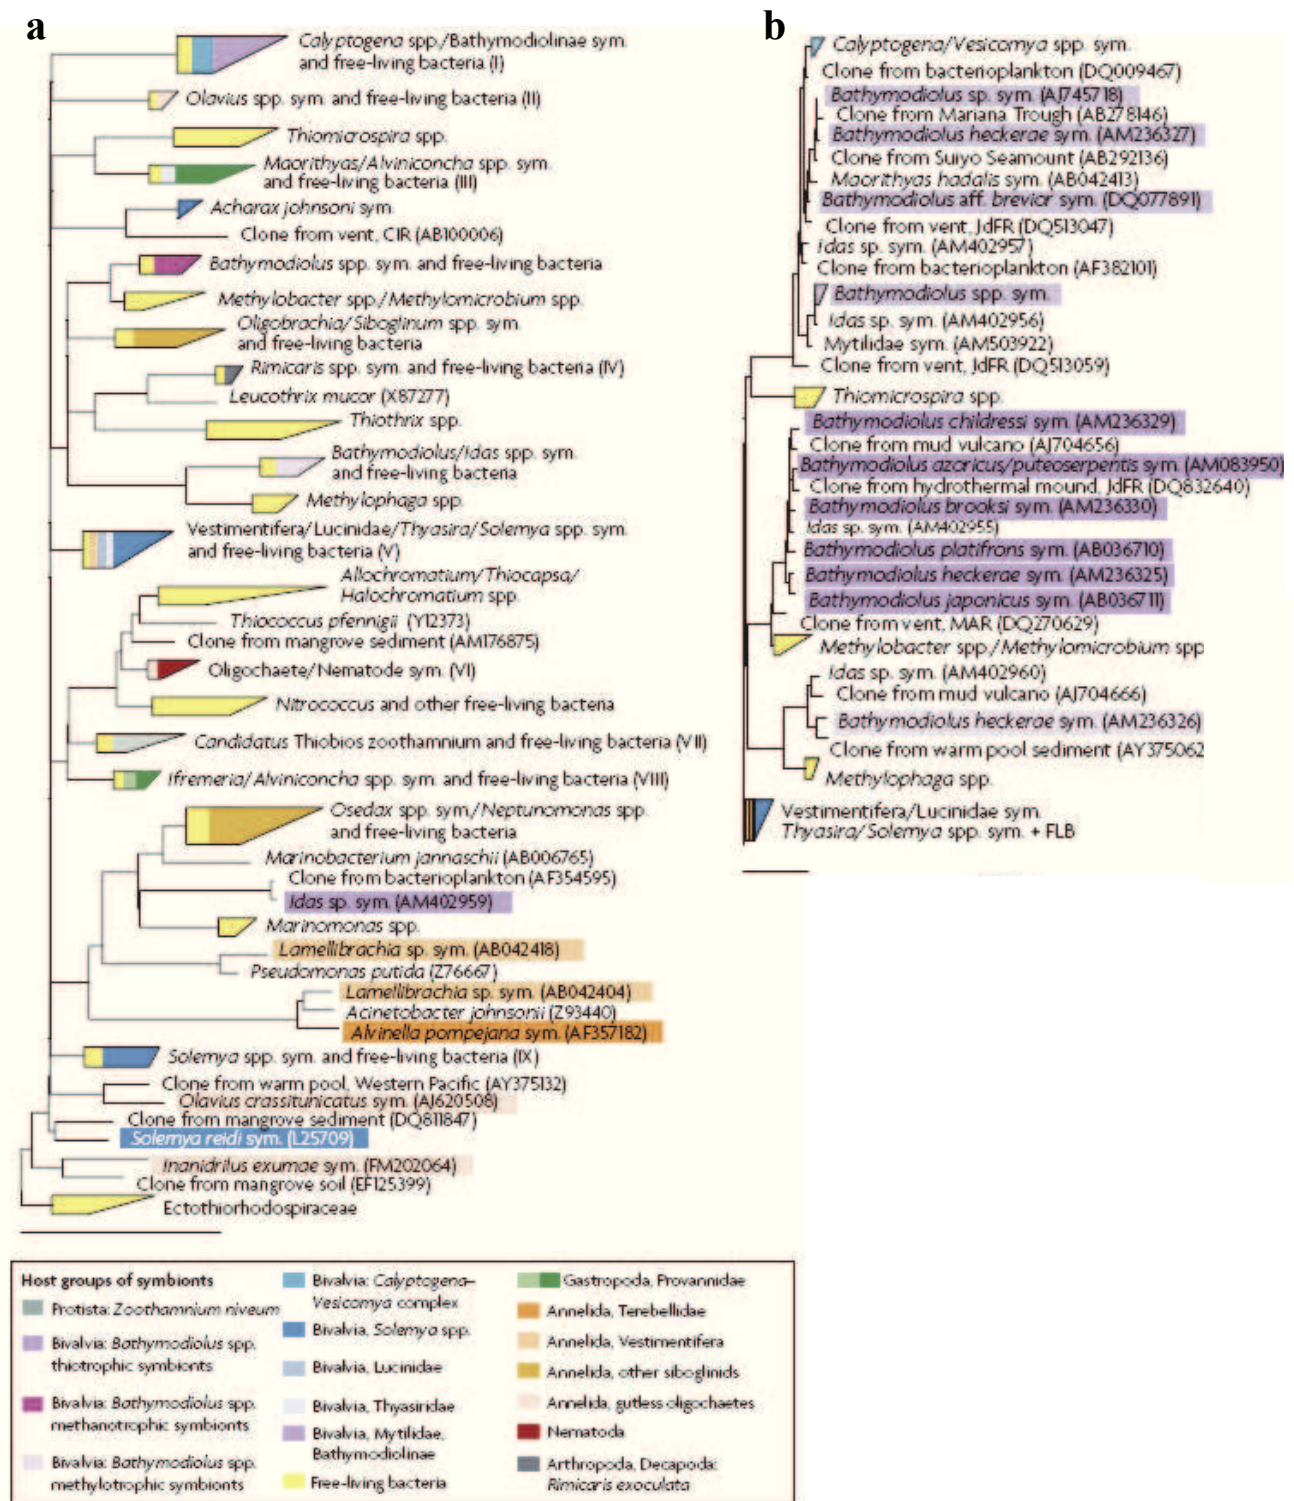 a
Calyptogena spp./Bathymodiolinae sym.
and free-living bacteria (I)
Olavius spp. sym. and free-living bacteria (II)
Thiomicrospira spp.
Maorithyas/Alviniconcha spp. sym.
and free-living bacteria (III)
Acharax johnsoni sym.
Clone from vent, CIR (AB100006)
Bathymodiolus spp. sym. and free-living bacteria
Methylobacter spp./Methylomicrobium spp.
Oligobrachia/Siboglinum spp. sym.
and free-living bacteria
Rimicaris spp. sym. and free-living bacteria (IV)
Leucothrix mucor (X87277)
Thiothrix spp.
Bathymodiolus/Idas spp. sym.
and free-living bacteria
Methylophaga spp.
Vestimentifera/Lucinidae/Thyasira/Solemya spp. sym.
and free-living bacteria (V)
Allochromatium/Thiocapsa/
Halochromatium spp.
Thiococcus pfennigii (Y12373)
Clone from mangrove sediment (AM176875)
Oligochaete/Nematode sym. (VI)
Nitrococcus and other free-living bacteria
Candidatus Thiobios zoothamnium and free-living bacteria (VII)
Ifremeria/Alviniconcha spp. sym. and free-living bacteria (VIII)
Osedax spp. sym./Neptunomonas spp.
and free-living bacteria
Marinobacterium jannaschii (AB006765)
Clone from bacterioplankton (AF354595)
Idas sp. sym. (AM402959)
Marinomonas spp.
Lamellibrachia sp. sym. (AB042418)
Pseudomonas putida (Z76667)
Lamellibrachia sp. sym. (AB042404)
Acinetobacter johnsonii (Z93440)
Alvinella pompejana sym. (AF357182)
Solemya spp. sym. and free-living bacteria (IX)
Clone from warm pool, Western Pacific (AY375132)
Olavius crassitunicatus sym. (AJ620508)
Clone from mangrove sediment (DQ811847)
Solemya reidi sym. (L25709)
Inanidrilus exumae sym. (FM202064)
Clone from mangrove soil (EF125399)
Ectothiorhodospiraceae
b
Calyptogena/Vesicomya spp. sym.
Clone from bacterioplankton (DQ009467)
Bathymodiolus sp. sym. (AJ745718)
Clone from Mariana Trough (AB278146)
Bathymodiolus heckerae sym. (AM236327)
Clone from Suiyo Seamount (AB292136)
Maorithyas hadalis sym. (AB042413)
Bathymodiolus aff. brevior sym. (DQ077891)
Clone from vent, JdFR (DQ513047)
Idas sp. sym. (AM402957)
Clone from bacterioplankton (AF382101)
Bathymodiolus spp. sym.
Idas sp. sym. (AM402956)
Mytilidae sym. (AM503922)
Clone from vent, JdFR (DQ513059)
Thiomicrospira spp.
Bathymodiolus childressi sym. (AM236329)
Clone from mud vulcano (AJ704656)
Bathymodiolus azoricus/puteoserpentis sym. (AM083950)
Clone from hydrothermal mound, JdFR (DQ832640)
Bathymodiolus brooksi sym. (AM236330)
Idas sp. sym. (AM402955)
Bathymodiolus platifrons sym. (AB036710)
Bathymodiolus heckerae sym. (AM236325)
Bathymodiolus japonicus sym. (AB036711)
Clone from vent, MAR (DQ270629)
Methylobacter spp./Methylomicrobium spp
Idas sp. sym. (AM402960)
Clone from mud vulcano (AJ704666)
Bathymodiolus heckerae sym. (AM236326)
Clone from warm pool sediment (AY375062
Methylophaga spp.
Vestimentifera/Lucinidae sym.
Thyasira/Solemya spp. sym. + FLB
Host groups of symbionts
Protista: Zoothamnium niveum
Bivalvia: Bathymodiolus spp.
thiotrophic symbionts
Bivalvia: Bathymodiolus spp.
methanotrophic symbionts
Bivalvia: Bathymodiolus spp.
methylotrophic symbionts
Bivalvia: Calyptogena–
Vesicomya complex
Bivalvia, Solemya spp.
Bivalvia, Lucinidae
Bivalvia, Thyasiridae
Bivalvia, Mytilidae,
Bathymodiolinae
Free-living bacteria
Gastropoda, Provannidae
Annelida, Terebellidae
Annelida, Vestimentifera
Annelida, other siboglinids
Annelida, gutless oligochaetes
Nematoda
Arthropoda, Decapoda:
Rimicaris exoculata